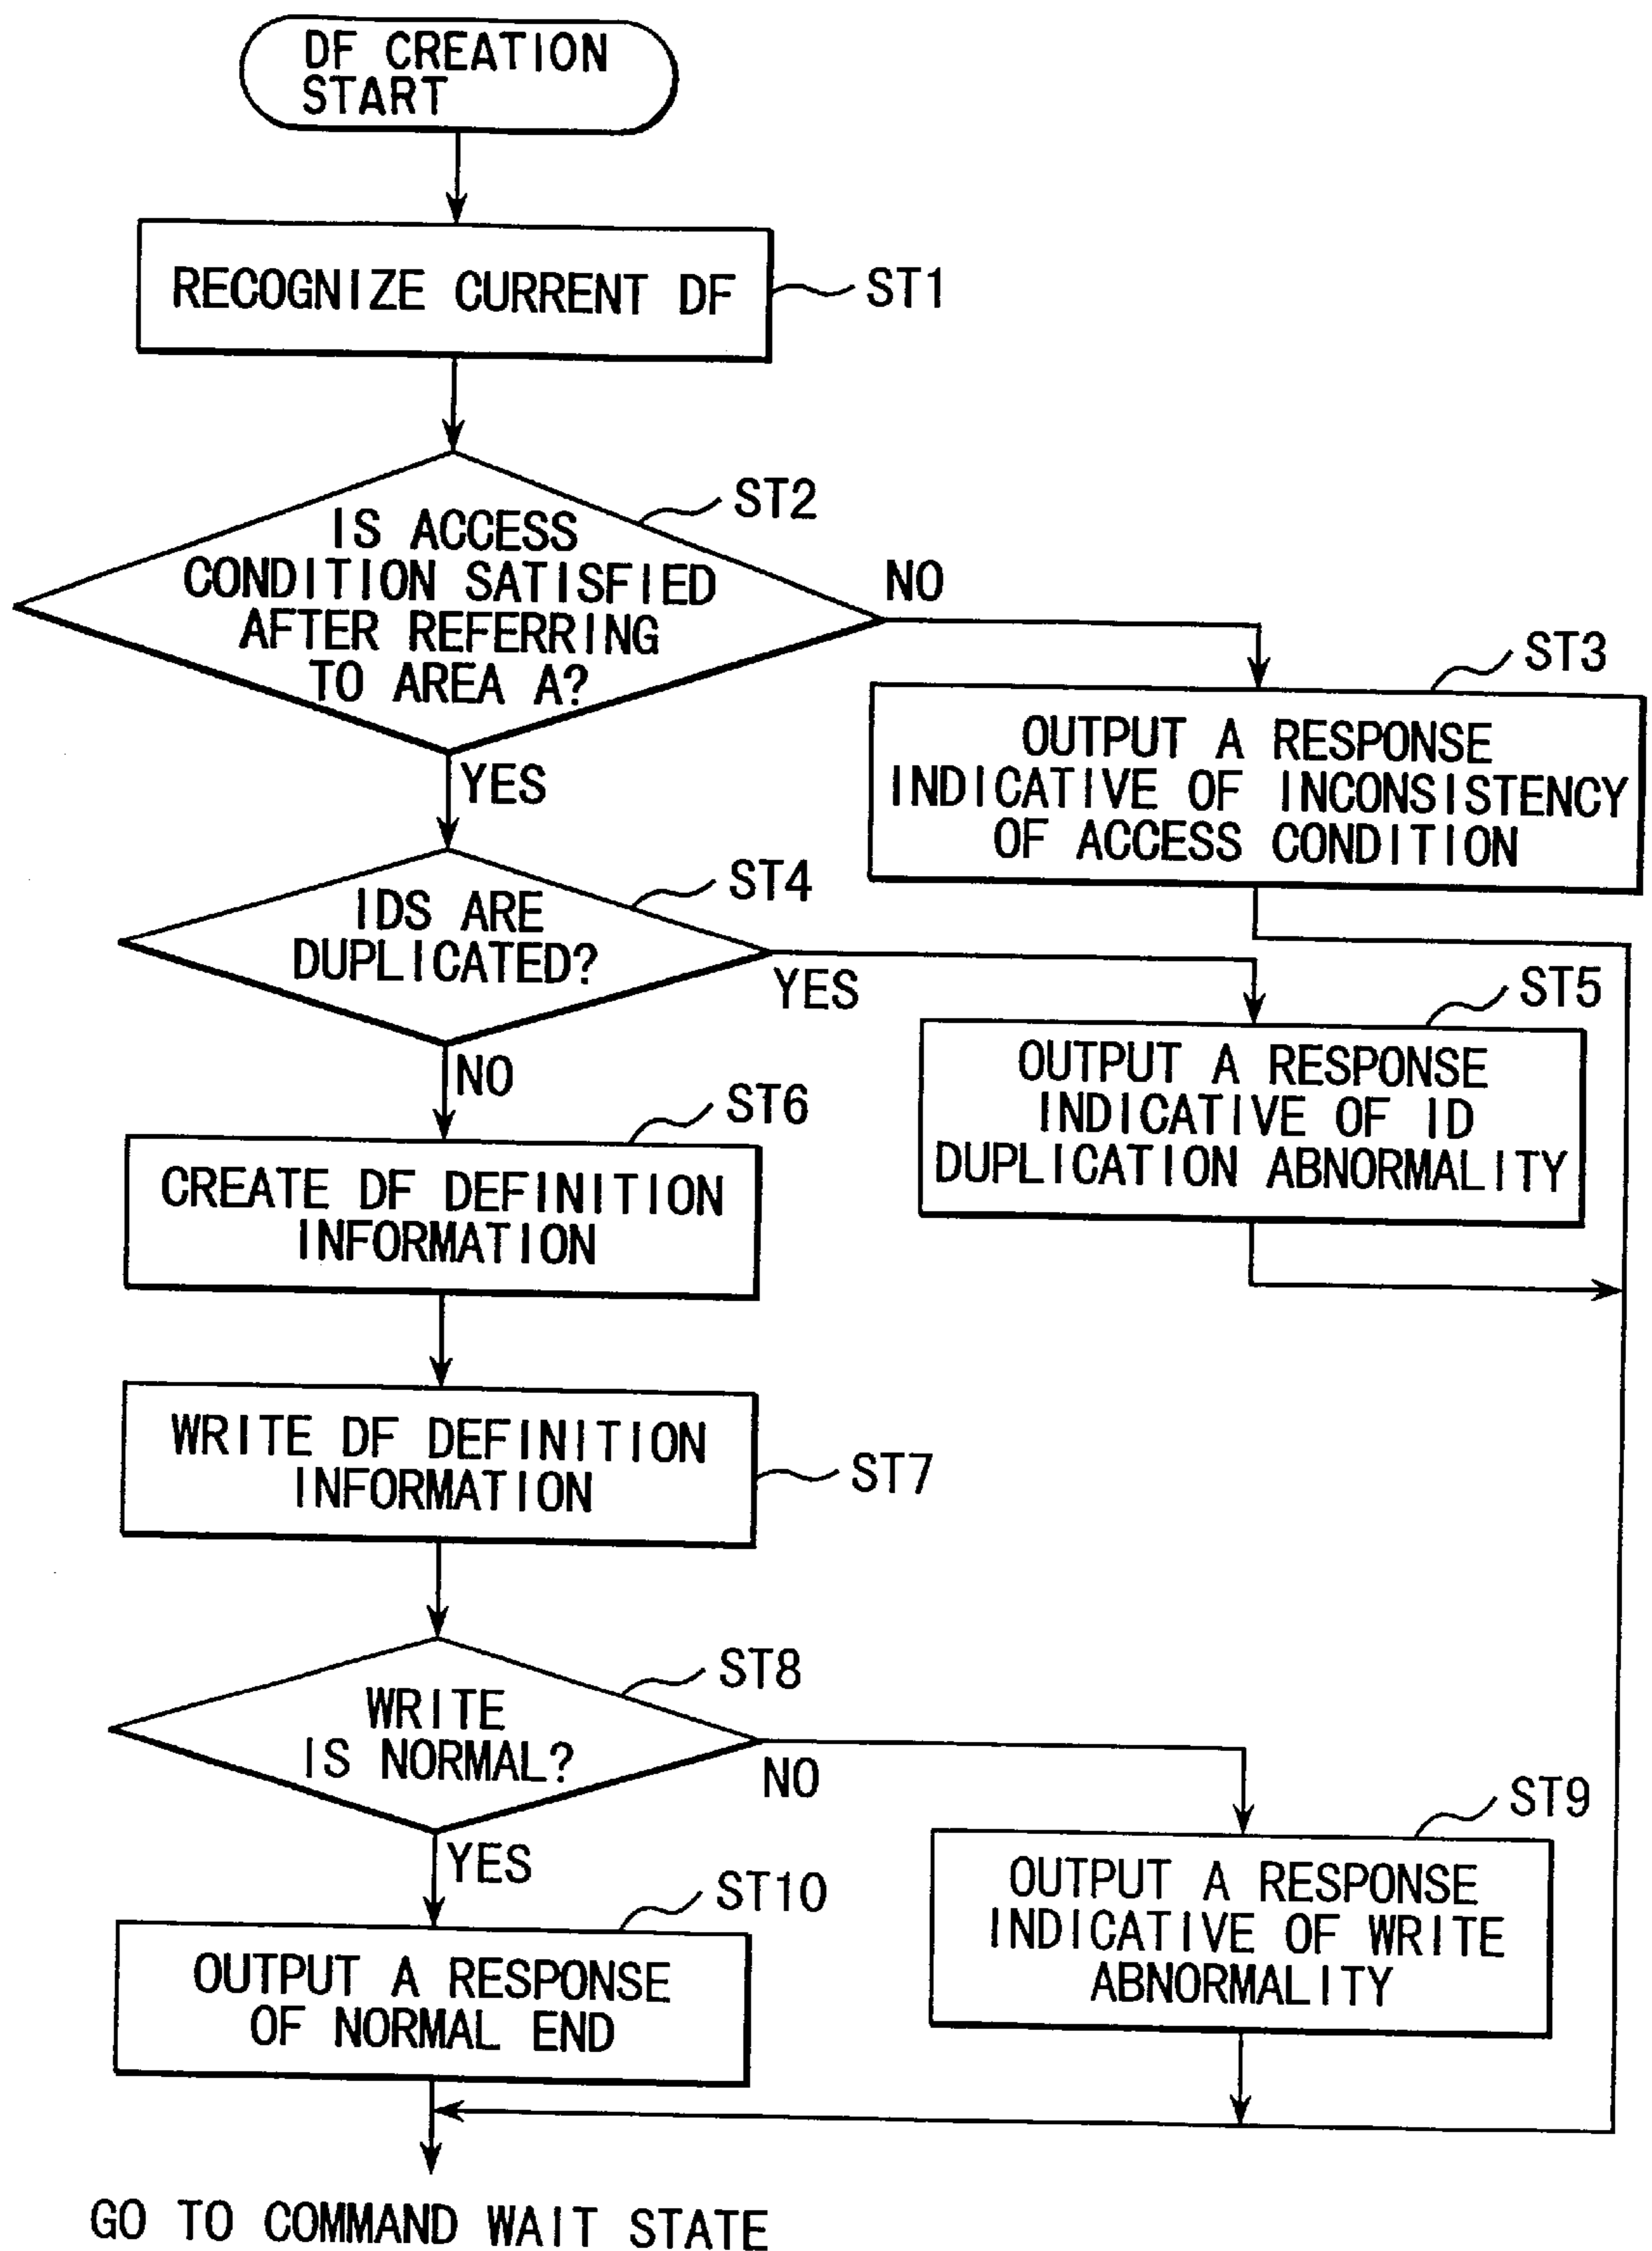 DF CREATION
START
RECOGNIZE CURRENT DF
ST1
ST2
IS ACCESS
CONDITION SATISFIED
AFTER REFERRING
TO AREA A?
NO
YES
ST3
OUTPUT A RESPONSE
INDICATIVE OF INCONSISTENCY
OF ACCESS CONDITION
ST4
IDS ARE
DUPLICATED?
YES
NO
ST5
OUTPUT A RESPONSE
INDICATIVE OF ID
DUPLICATION ABNORMALITY
ST6
CREATE DF DEFINITION
INFORMATION
WRITE DF DEFINITION
INFORMATION
ST7
ST8
WRITE
IS NORMAL?
NO
YES
ST9
OUTPUT A RESPONSE
INDICATIVE OF WRITE
ABNORMALITY
ST10
OUTPUT A RESPONSE
OF NORMAL END
GO TO COMMAND WAIT STATE